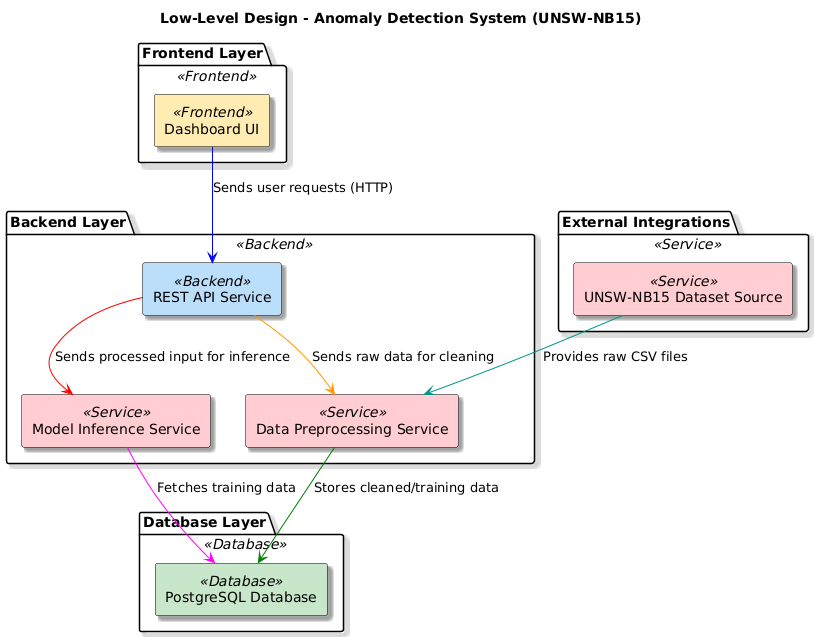 Low-Level Design - Anomaly Detection System (UNSW-NB15)
Frontend Layer
«Frontend»
«Frontend»
Dashboard UI
Sends user requests (HTTP)
Backend Layer
«Backend»
«Backend»
REST API Service
External Integrations
«Service»
«Service»
UNSW-NB15 Dataset Source
Sends processed input for inference
Sends raw data for cleaning
Provides raw CSV files
«Service»
Model Inference Service
«Service»
Data Preprocessing Service
Fetches training data
Stores cleaned/training data
Database Layer
«Database»
«Database»
PostgreSQL Database